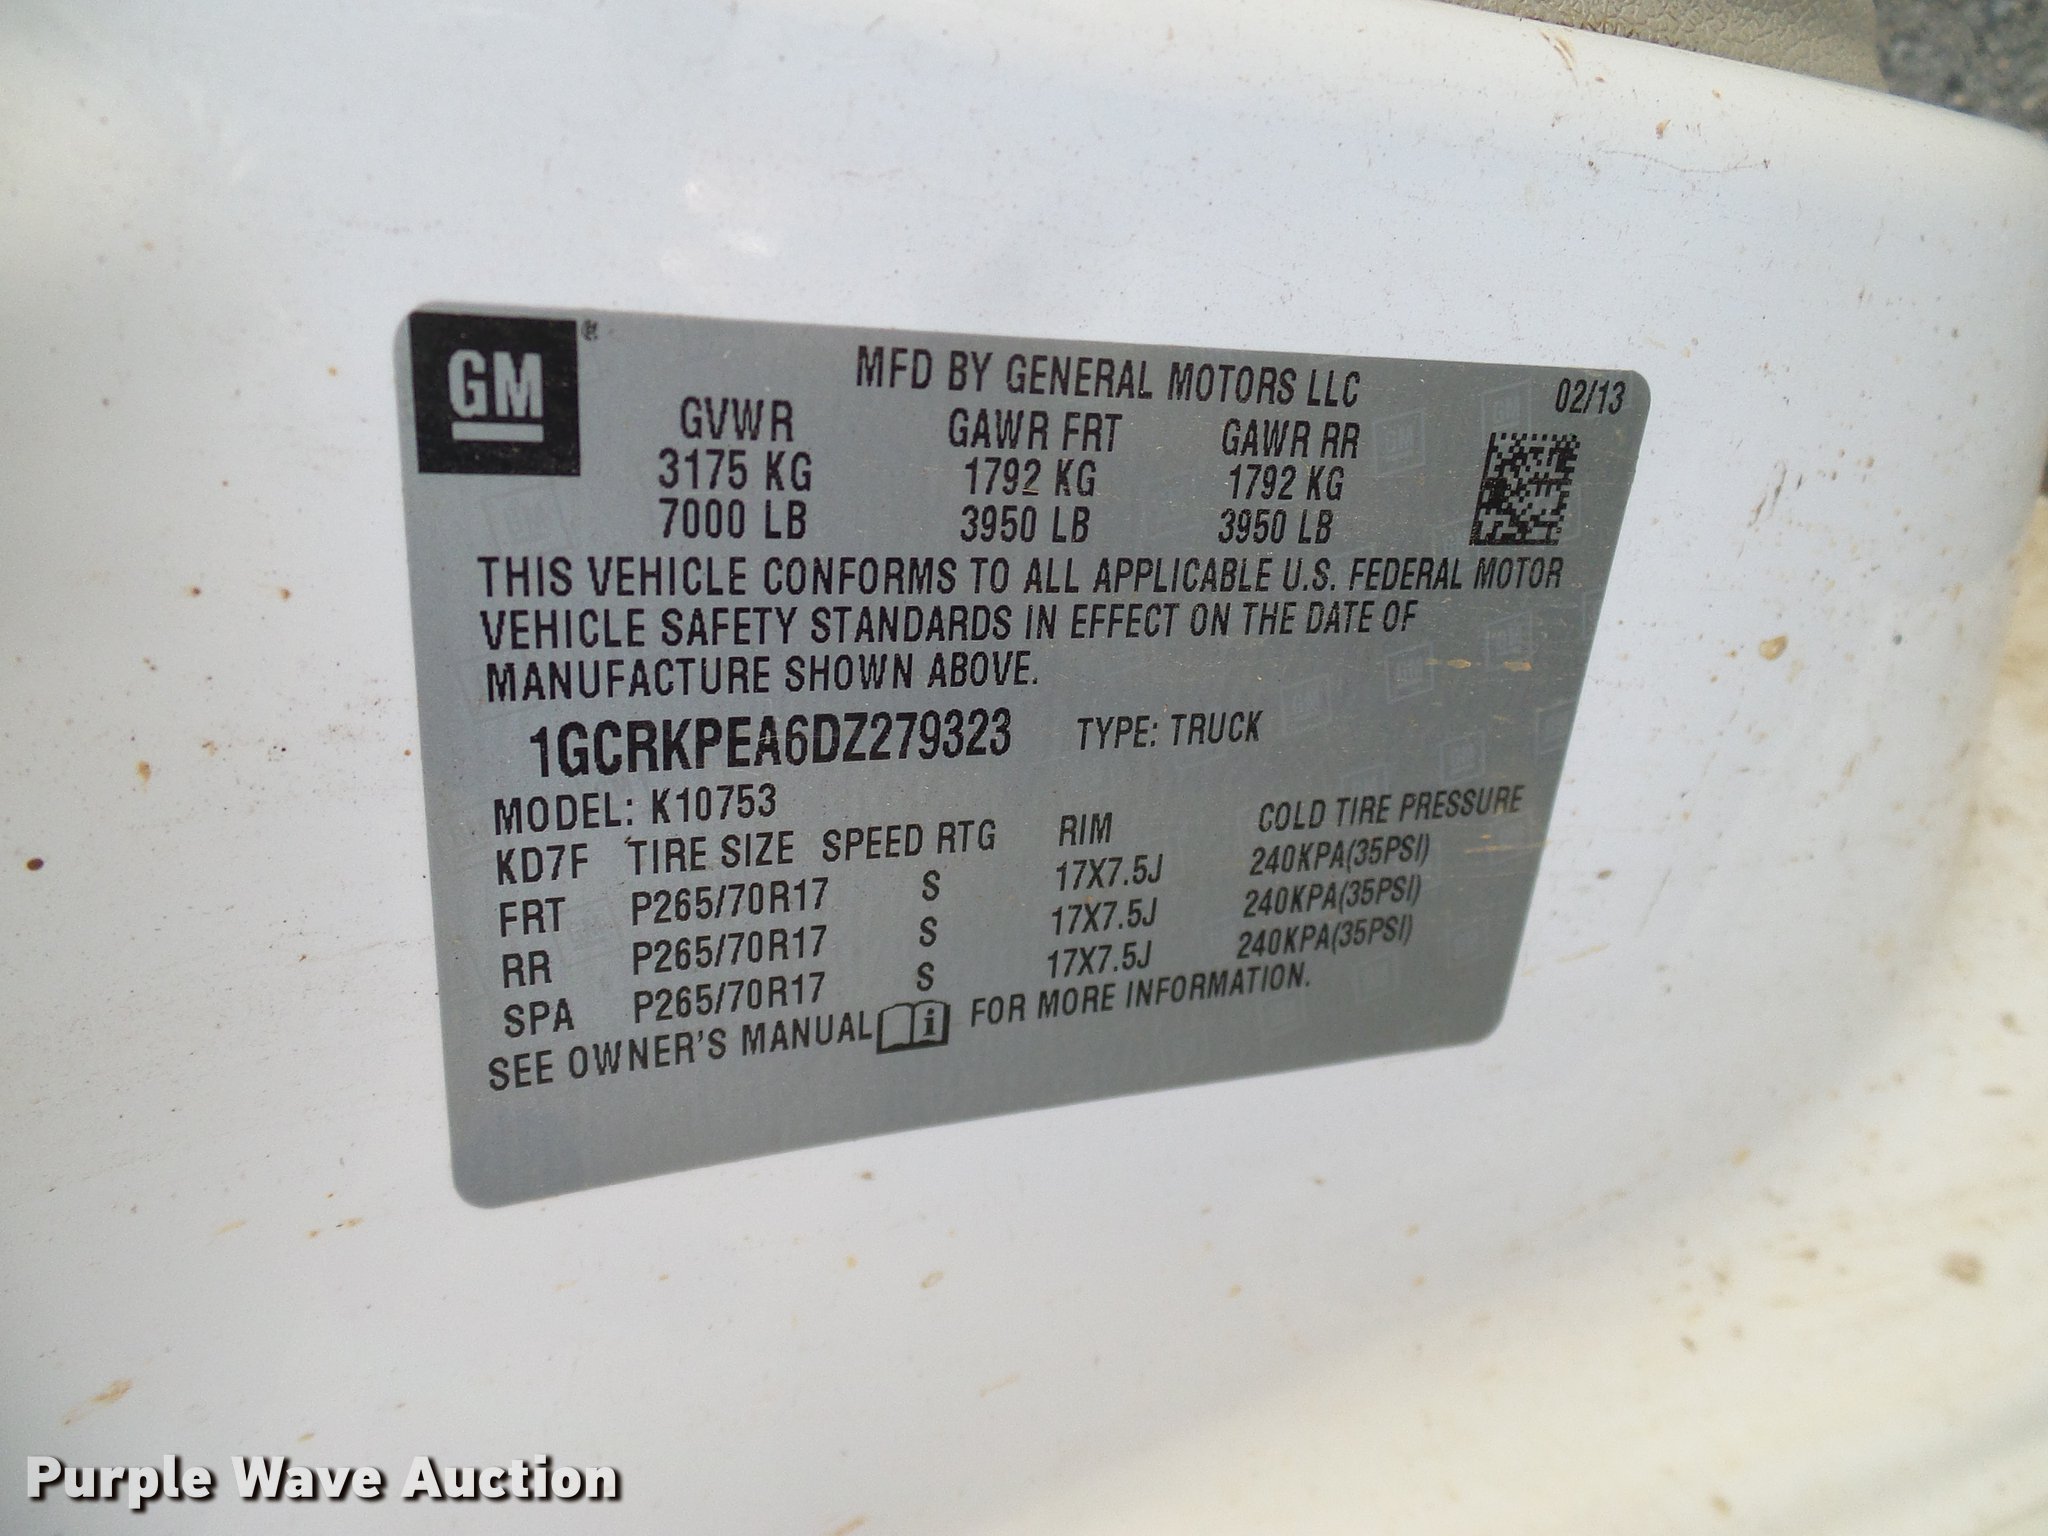 GM®
MFD BY GENERAL MOTORS LLC 02/13
GVWR GAWR FRT GAWR RR
3175 KG 1792 KG 1792 KG
7000 LB 3950 LB 3950 LB
THIS VEHICLE CONFORMS TO ALL APPLICABLE U.S. FEDERAL MOTOR
VEHICLE SAFETY STANDARDS IN EFFECT ON THE DATE OF
MANUFACTURE SHOWN ABOVE.
1GCRKPEA6DZ279323 TYPE: TRUCK
MODEL: K10753
KD7F TIRE SIZE SPEED RTG RIM COLD TIRE PRESSURE
FRT P265/70R17 S 17X7.5J 240KPA(35PSI)
RR P265/70R17 S 17X7.5J 240KPA(35PSI)
SPA P265/70R17 S 17X7.5J 240KPA(35PSI)
SEE OWNER'S MANUAL i FOR MORE INFORMATION.
Purple Wave Auction